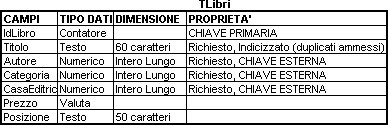 TLibri
CAMPI TIPO DATI DIMENSIONE PROPRIETA'
IdLibro Contatore CHIAVE PRIMARIA
Titolo Testo 60 caratteri Richiesto, Indicizzato (duplicati ammessi)
Autore Numerico Intero Lungo Richiesto, CHIAVE ESTERNA
Categoria Numerico Intero Lungo Richiesto, CHIAVE ESTERNA
CasaEditric Numerico Intero Lungo Richiesto, CHIAVE ESTERNA
Prezzo Valuta
Posizione Testo 50 caratteri